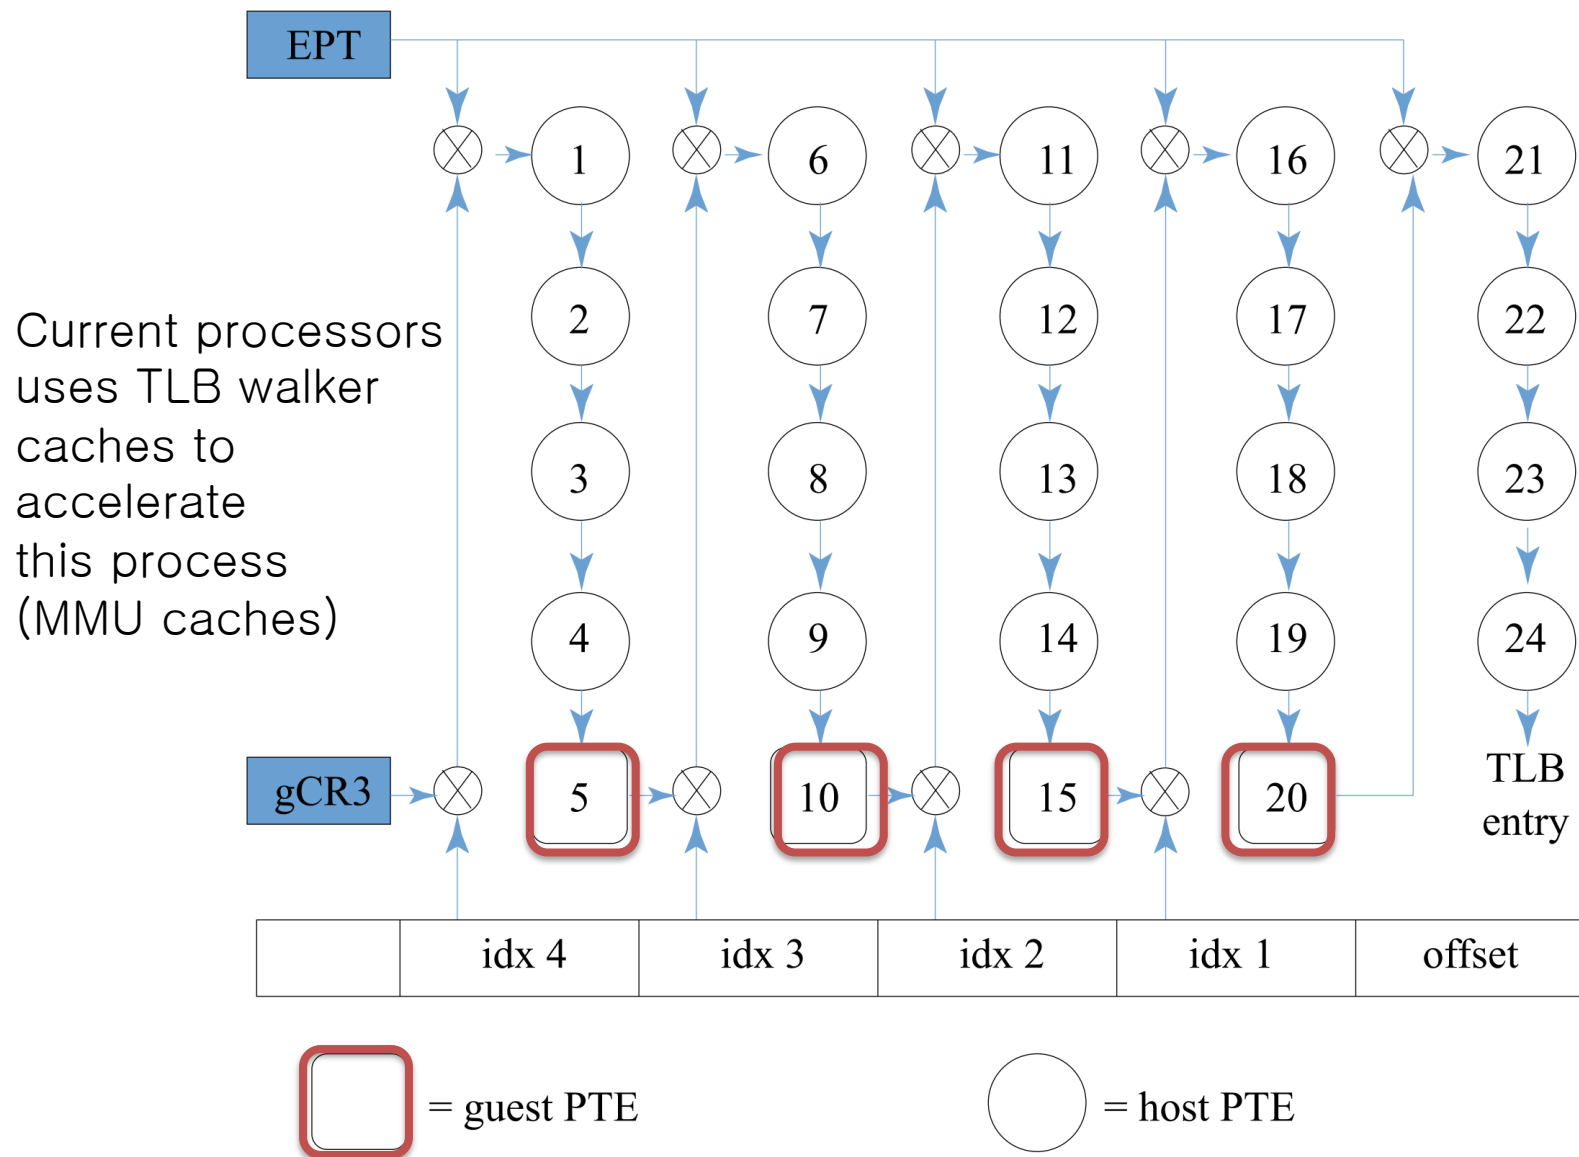 EPT
1 6 11 16 21
2 7 12 17 22
Current processors
uses TLB walker
caches to
accelerate
this process
(MMU caches)
3 8 13 18 23
4 9 14 19 24
gCR3
5 10 15 20
TLB
entry
idx 4 idx 3 idx 2 idx 1 offset
= guest PTE
= host PTE